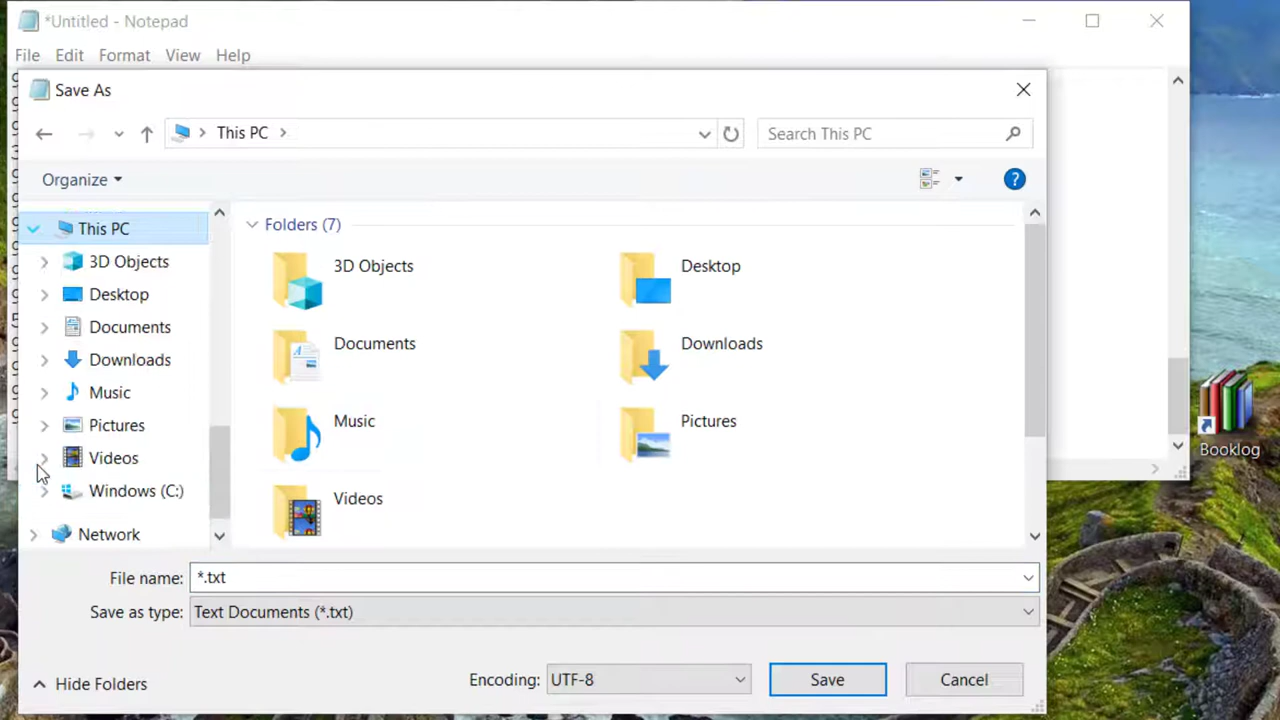 *Untitled - Notepad
File Edit Format View Help
Save As
This PC
Search This PC
Organize
This PC
3D Objects
Desktop
Documents
Downloads
Music
Pictures
Videos
Windows (C:)
Network
Folders (7)
3D Objects
Desktop
Documents
Downloads
Music
Pictures
Videos
File name: *.txt
Save as type: Text Documents (*.txt)
Hide Folders
Encoding: UTF-8
Save
Cancel
Booklog